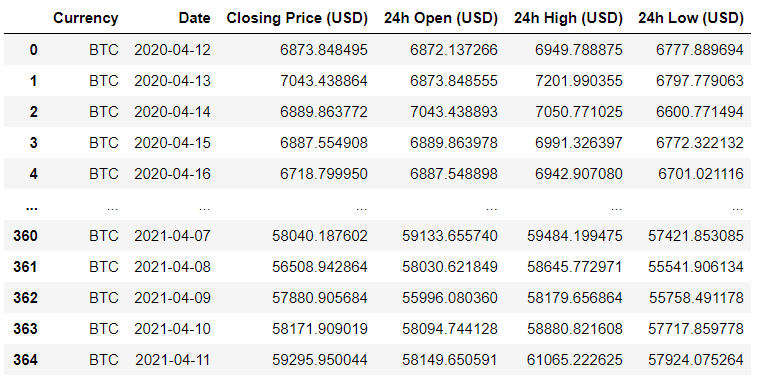 Currency Date Closing Price (USD) 24h Open (USD) 24h High (USD) 24h Low (USD)
0 BTC 2020-04-12 6873.848495 6872.137266 6949.788875 6777.889694
1 BTC 2020-04-13 7043.438864 6873.848555 7201.990355 6797.779063
2 BTC 2020-04-14 6889.863772 7043.438893 7050.771025 6600.771494
3 BTC 2020-04-15 6887.554908 6889.863978 6991.326397 6772.322132
4 BTC 2020-04-16 6718.799950 6887.548898 6942.907080 6701.021116
... ... ... ... ... ... ...
360 BTC 2021-04-07 58040.187602 59133.655740 59484.199475 57421.853085
361 BTC 2021-04-08 56508.942864 58030.621849 58645.772971 55541.906134
362 BTC 2021-04-09 57880.905684 55996.080360 58179.656864 55758.491178
363 BTC 2021-04-10 58171.909019 58094.744128 58880.821608 57717.859778
364 BTC 2021-04-11 59295.950044 58149.650591 61065.222625 57924.075264